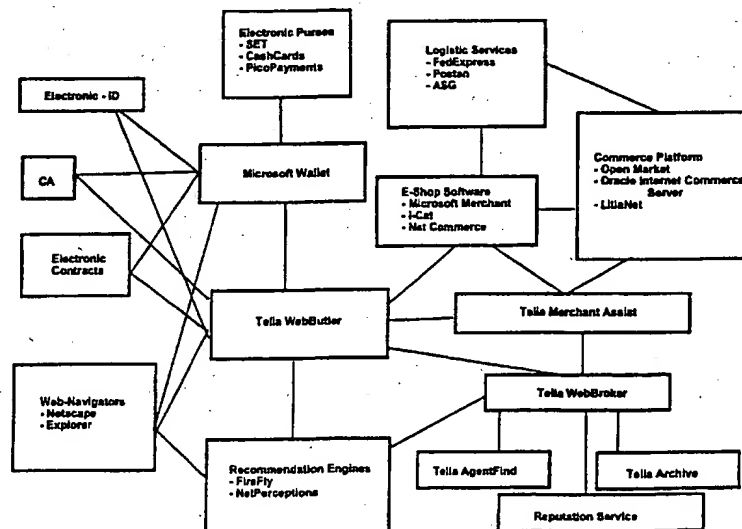 Electronic Purses
- SET
- CashCards
- PicoPayments
Logistic Services
- FedExpress
- Postan
- ASG
Electronic - ID
Commerce Platform
- Open Market
- Oracle Internet Commerce
Server
- LitiaNet
CA
Microsoft Wallet
E-Shop Software
- Microsoft Merchant
- I-Cat
- Net Commerce
Electronic
Contracts
Telia WebButler
Telia Merchant Assist
Web-Navigators
- Netscape
- Explorer
Telia WebBroker
Recommendation Engines
- FireFly
- NetPerceptions
Telia AgentFind
Telia Archive
Reputation Service